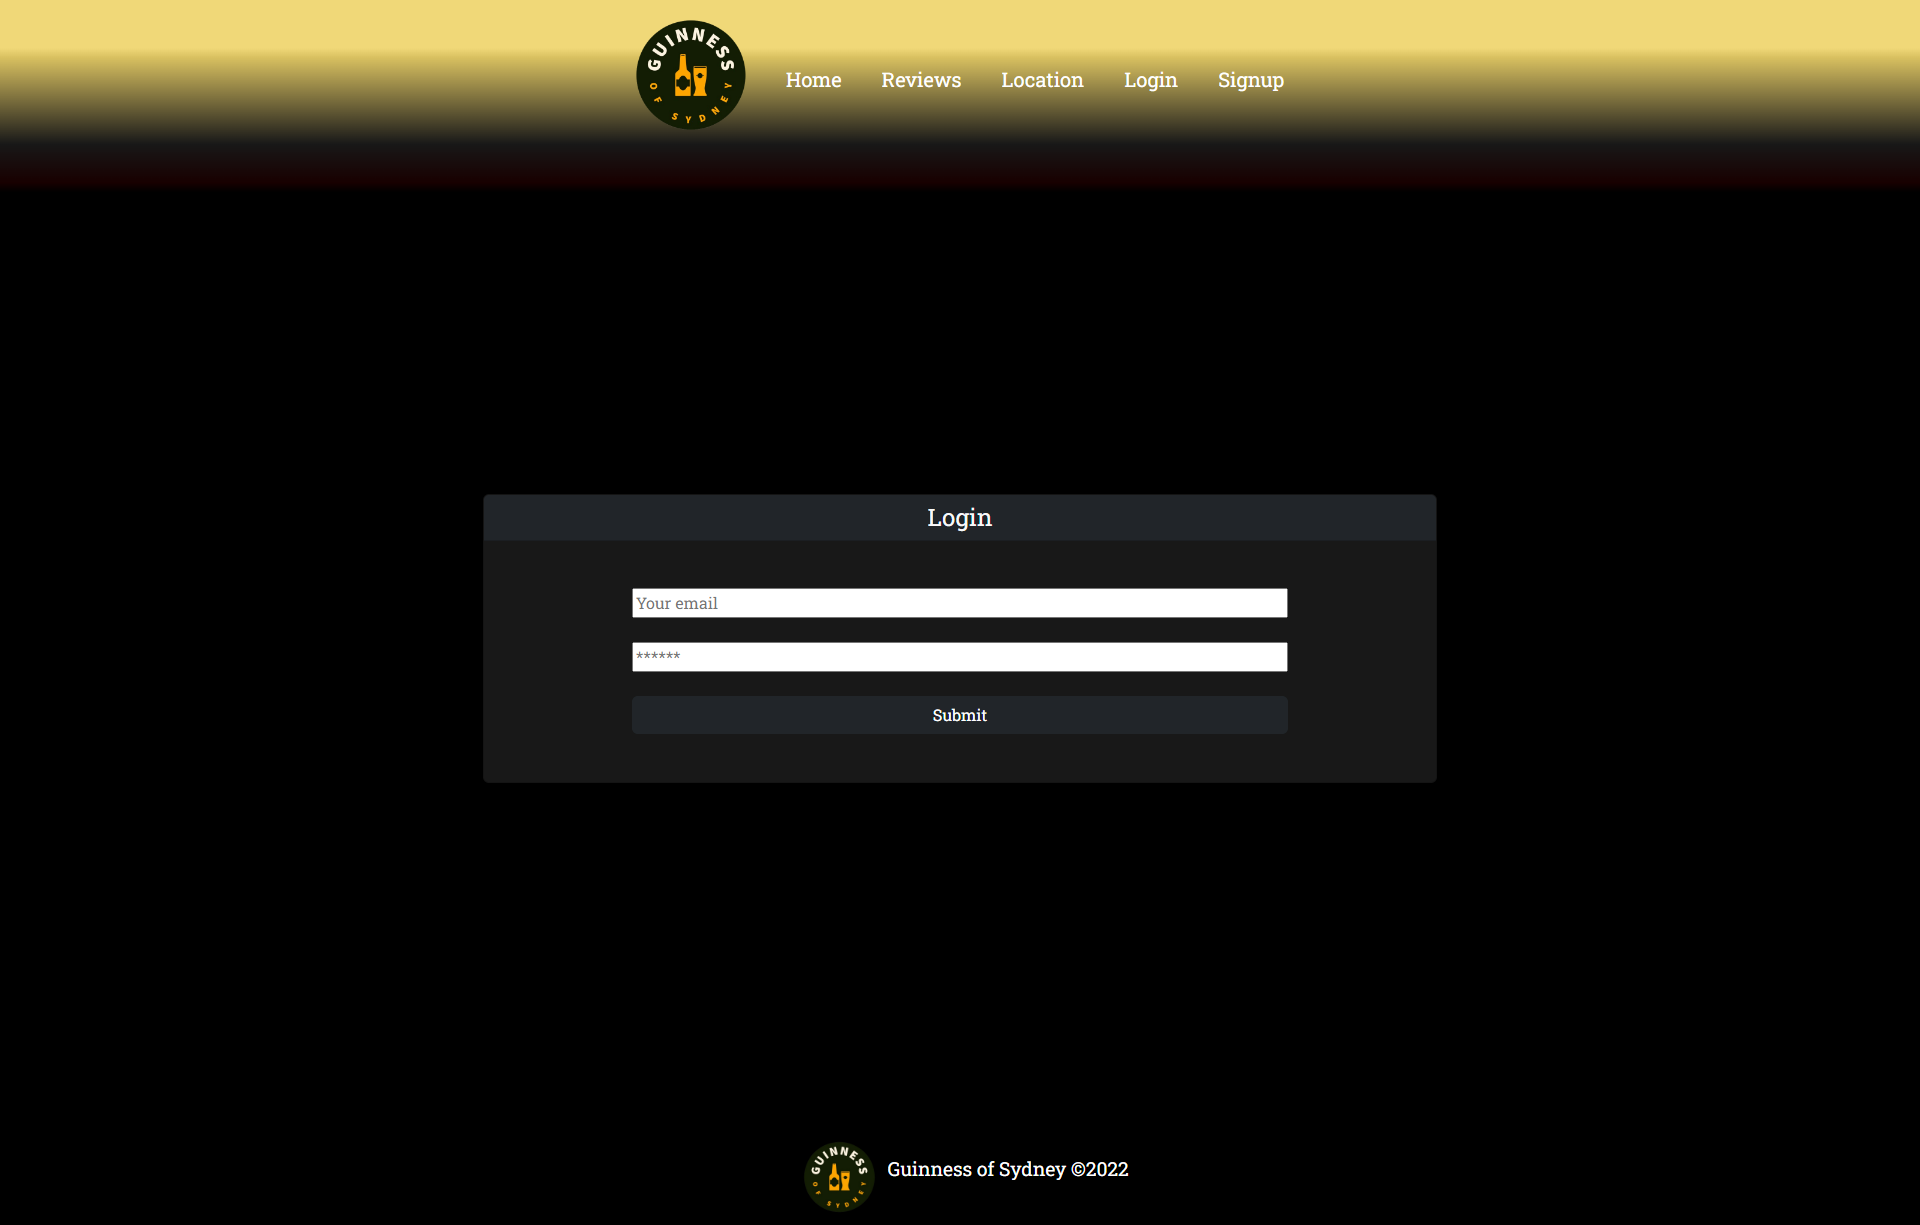 GUINNESS
OF SYDNEY
Home Reviews Location Login Signup
Login
Your email
******
Submit
GUINNESS
OF SYDNEY
Guinness of Sydney ©2022